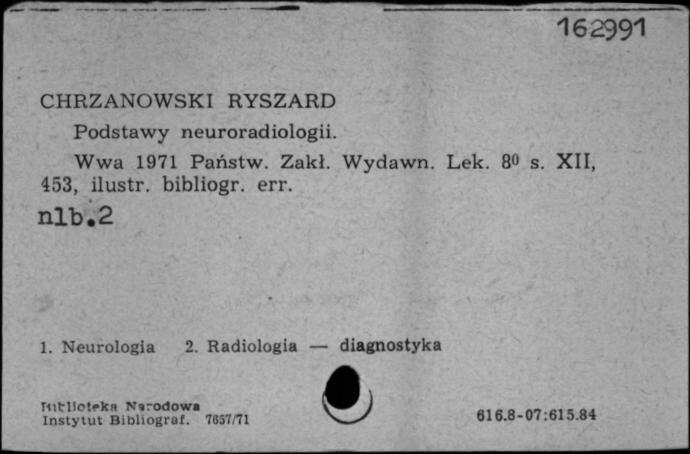 162991
CHRZANOWSKI RYSZARD
Podstawy neuroradiologii.
Wwa 1971 Państw. Zakł. Wydawn. Lek. 8⁰ s. XII,
453, ilustr. bibliogr. err.
nlb.2
1. Neurologia 2. Radiologia — diagnostyka
Biblioteka Narodowa
Instytut Bibliograf. 7657/71
616.8-07:615.84